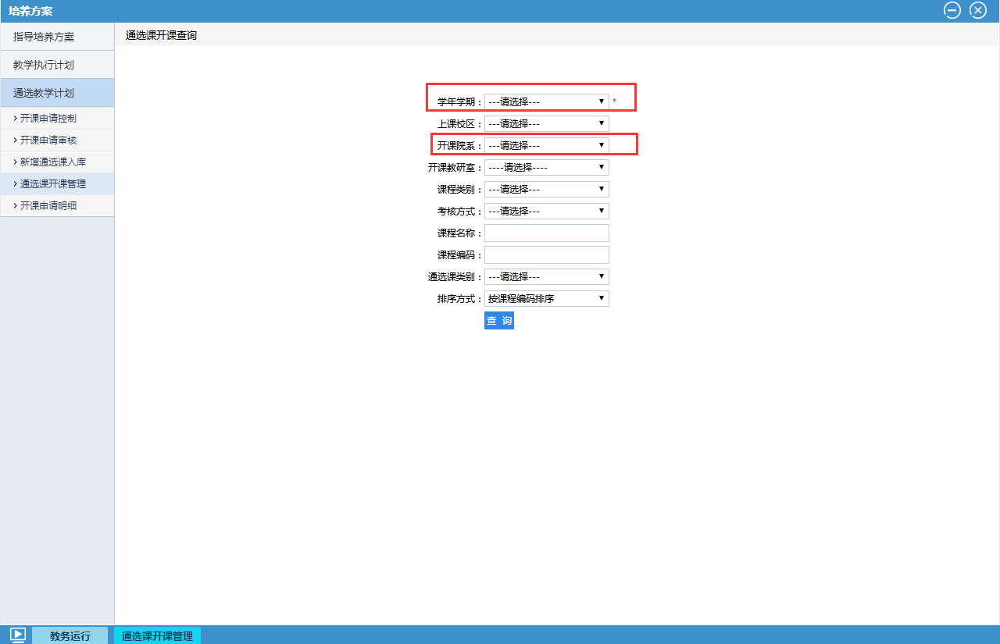 培养方案
指导培养方案
教学执行计划
通选教学计划
开课申请控制
开课申请审核
新增通选课入库
通选课开课管理
开课申请明细
通选课开课查询
学年学期： ---请选择--- *
上课校区： ---请选择---
开课院系： ---请选择---
开课教研室： ----请选择----
课程类别： ---请选择---
考核方式： ---请选择---
课程名称：
课程编码：
通选课类别： ---请选择---
排序方式： 按课程编码排序
查 询
教务运行 通选课开课管理